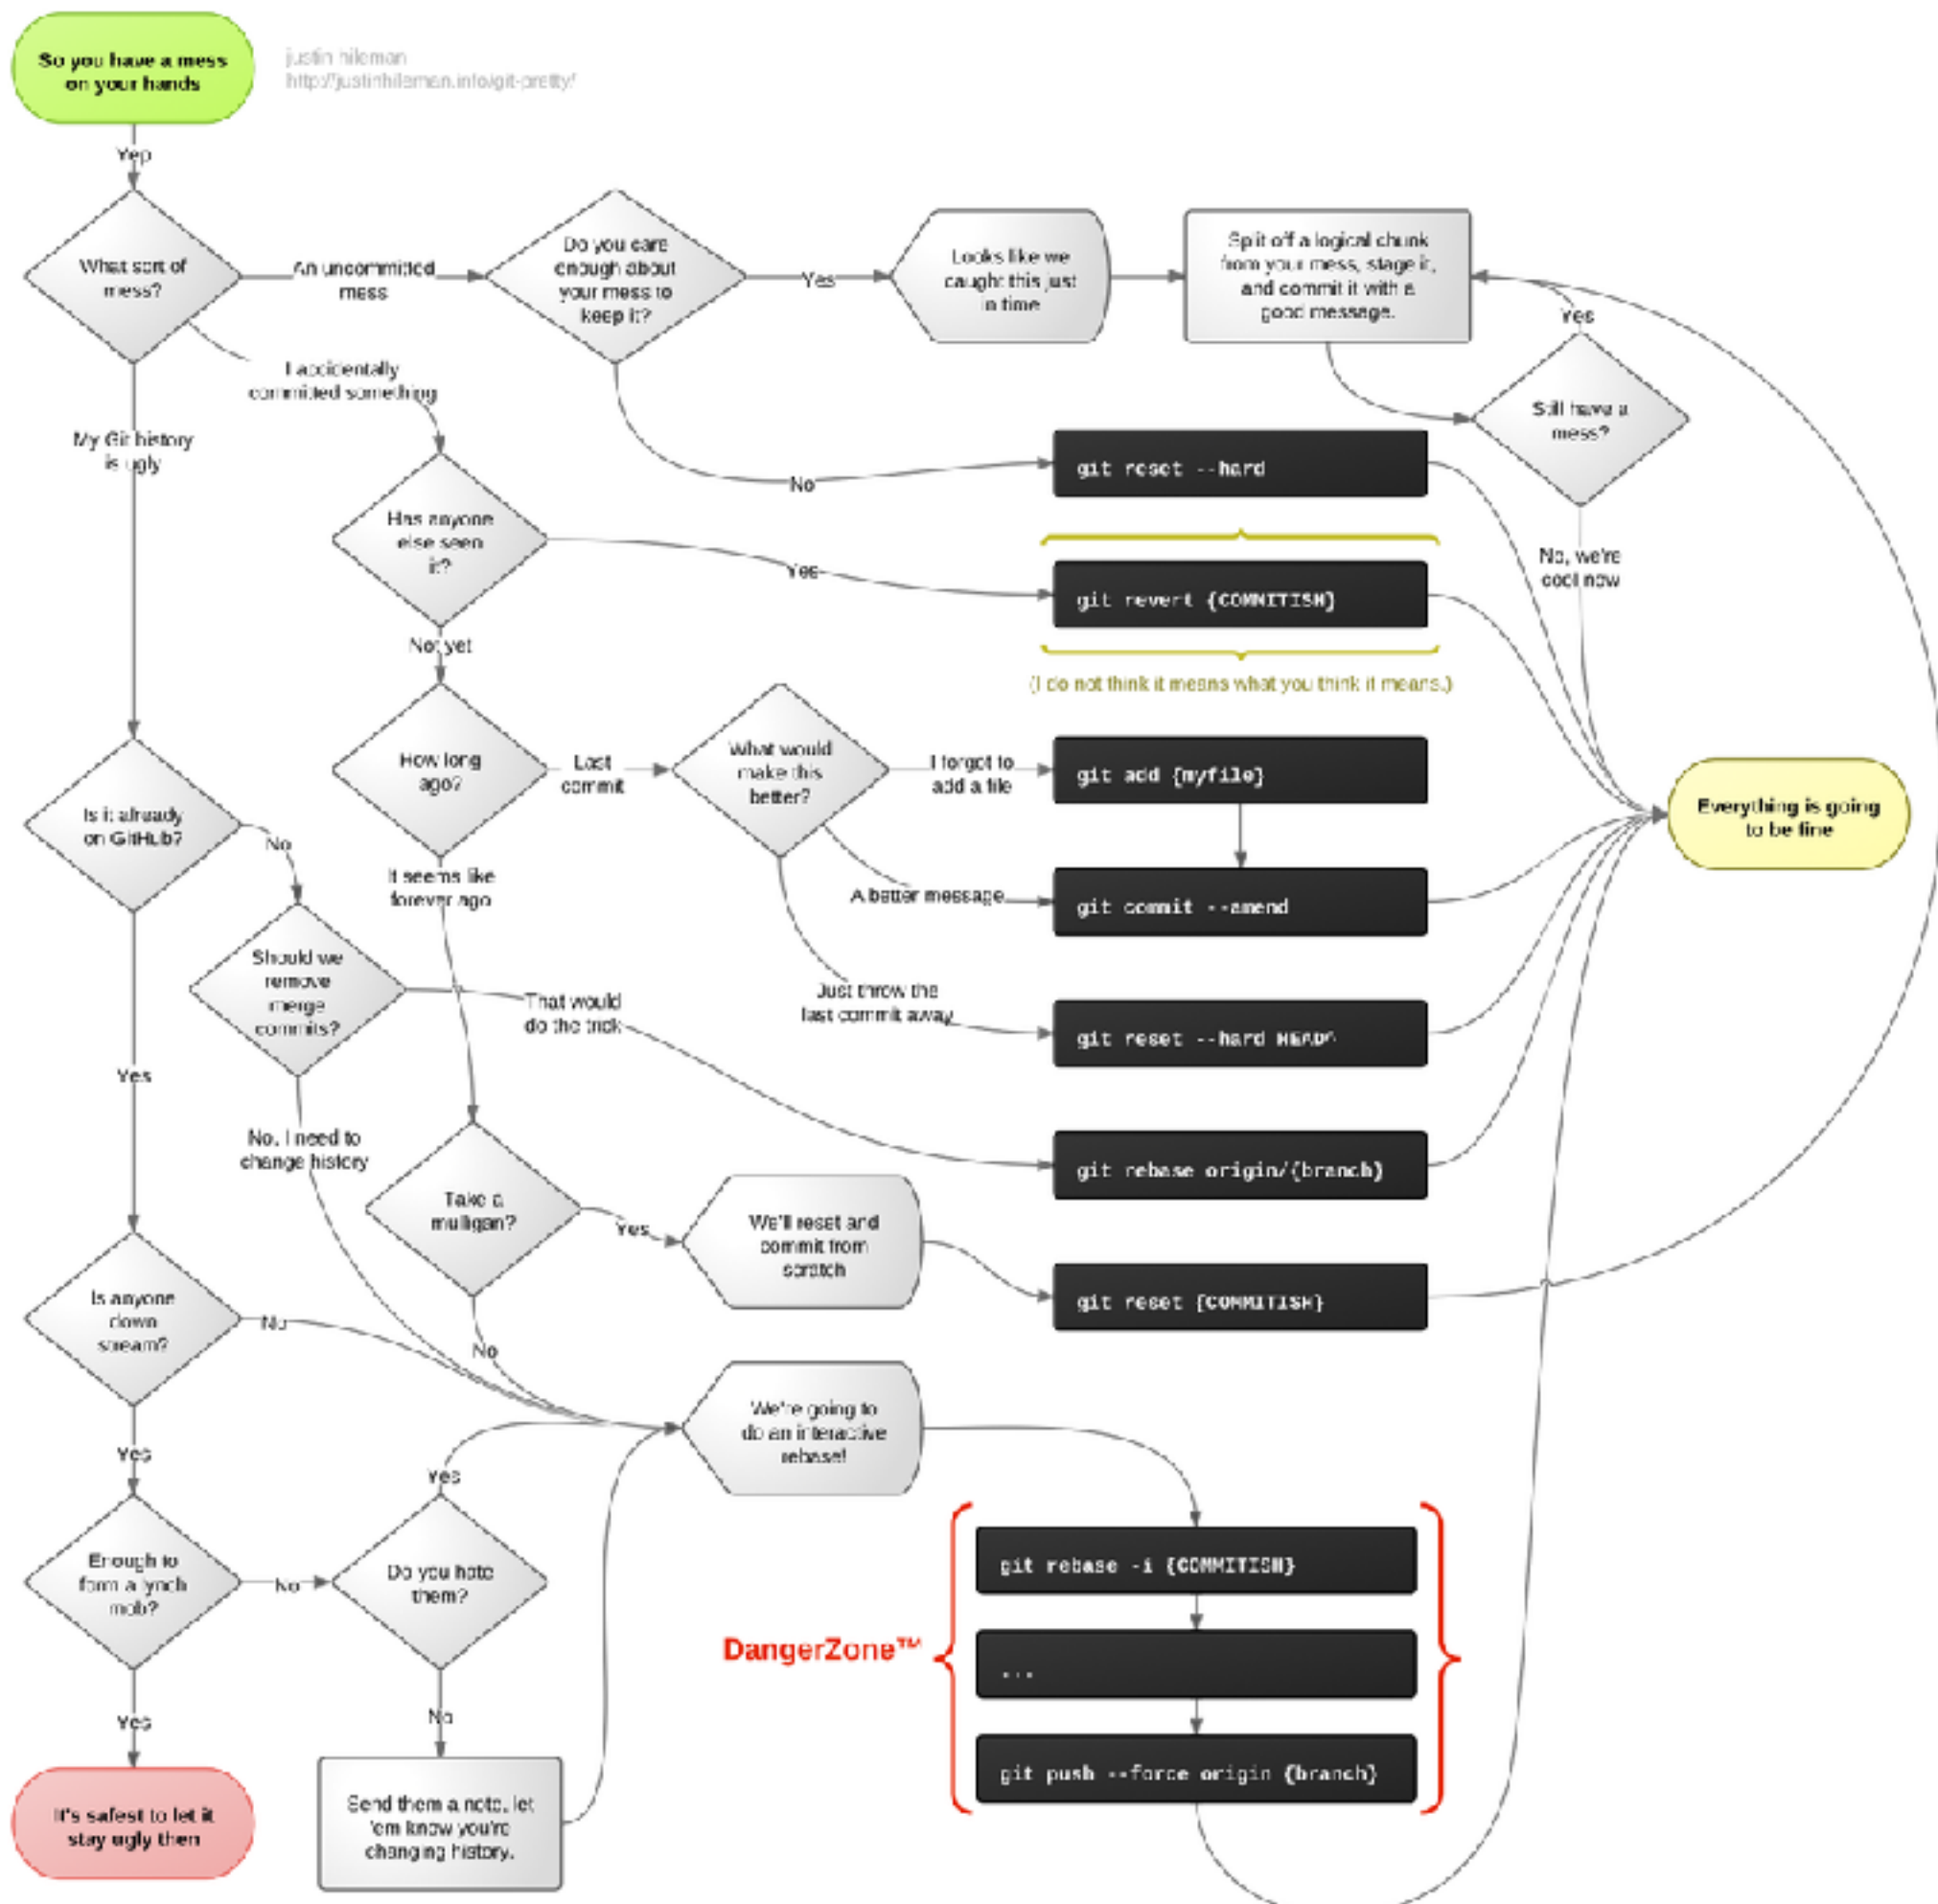 So you have a mess
on your hands
justin hileman
http://justinhileman.info/git-pretty/
Yep
What sort of
mess?
An uncommitted
mess
Do you care
enough about
your mess to
keep it?
Yes
Looks like we
caught this just
in time
Split off a logical chunk
from your mess, stage it,
and commit it with a
good message.
Yes
Still have a
mess?
I accidentally
committed something
My Git history
is ugly
No
git reset --hard
No, we're
cool now
Has anyone
else seen
it?
Yes
git revert {COMMITISH}
(I do not think it means what you think it means.)
Not yet
How long
ago?
Last
commit
What would
make this
better?
I forgot to
add a file
git add {myfile}
Everything is going
to be fine
Is it already
on GitHub?
No
It seems like
forever ago
A better message
git commit --amend
Should we
remove
merge
commits?
That would
do the trick
Just throw the
last commit away
git reset --hard HEAD^
Yes
No, I need to
change history
git rebase origin/{branch}
Take a
mulligan?
Yes
We'll reset and
commit from
scratch
git reset {COMMITISH}
Is anyone
down
stream?
No
No
We're going to
do an interactive
rebase!
Yes
Yes
Enough to
form a lynch
mob?
No
Do you hate
them?
git rebase -i {COMMITISH}
DangerZone™
...
Yes
No
git push --force origin {branch}
It's safest to let it
stay ugly then
Send them a note, let
'em know you're
changing history.